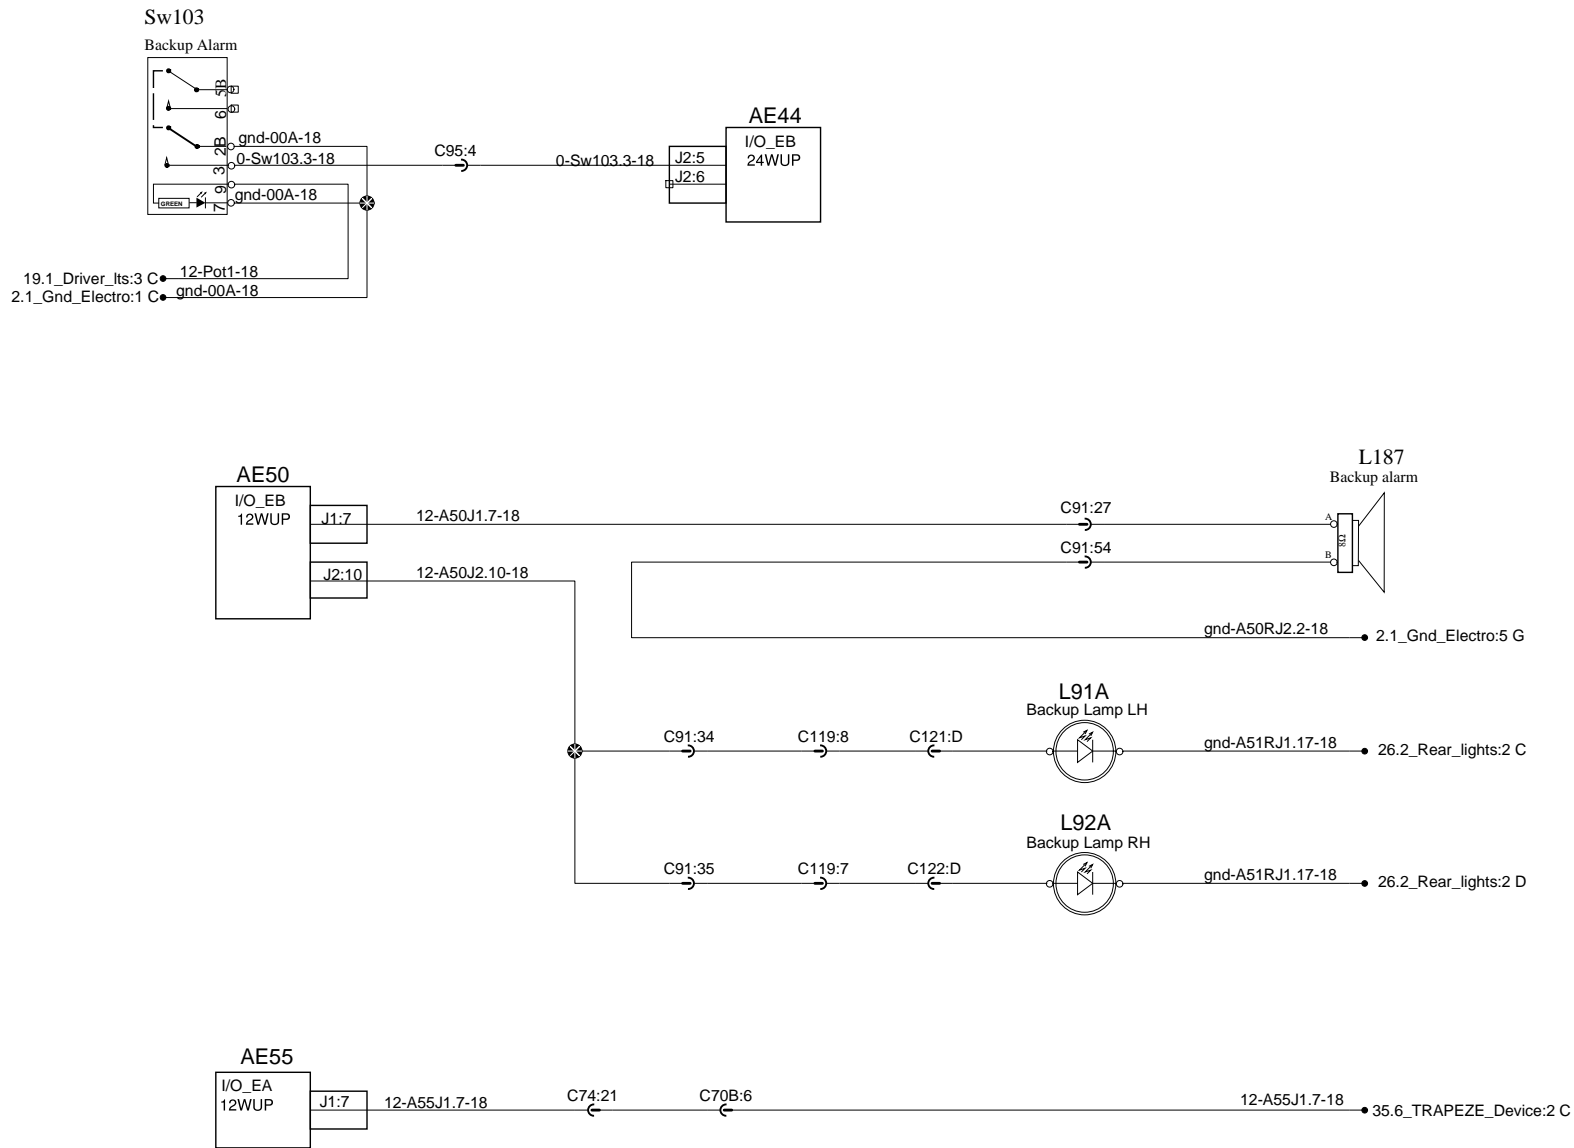 Sw103
Backup Alarm
5B
6
2B
3
9
7
GREEN
gnd-00A-18
0-Sw103.3-18
gnd-00A-18
C95:4
0-Sw103.3-18
AE44
I/O_EB
24WUP
J2:5
J2:6
19.1_Driver_lts:3 C
12-Pot1-18
2.1_Gnd_Electro:1 C
gnd-00A-18
AE50
I/O_EB
12WUP
J1:7
12-A50J1.7-18
C91:27
L187
Backup alarm
A
8Ω
B
C91:54
J2:10
12-A50J2.10-18
gnd-A50RJ2.2-18
2.1_Gnd_Electro:5 G
L91A
Backup Lamp LH
C91:34
C119:8
C121:D
gnd-A51RJ1.17-18
26.2_Rear_lights:2 C
L92A
Backup Lamp RH
C91:35
C119:7
C122:D
gnd-A51RJ1.17-18
26.2_Rear_lights:2 D
AE55
I/O_EA
12WUP
J1:7
12-A55J1.7-18
C74:21
C70B:6
12-A55J1.7-18
35.6_TRAPEZE_Device:2 C